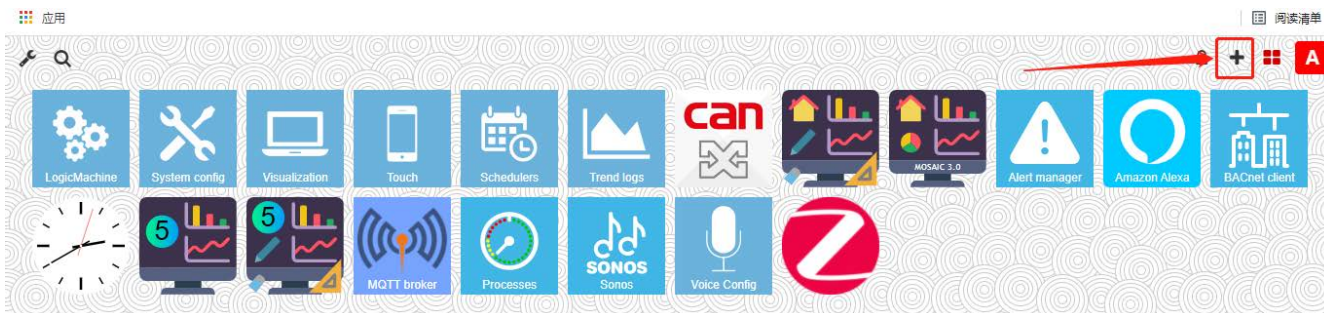 应用
阅读清单
A
LogicMachine
System config
Visualization
Touch
Schedulers
Trend logs
can
MOSAIC 3.0
Alert manager
Amazon Alexa
BACnet client
5
5
MQTT broker
Processes
SONOS
Sonos
Voice Config
Z